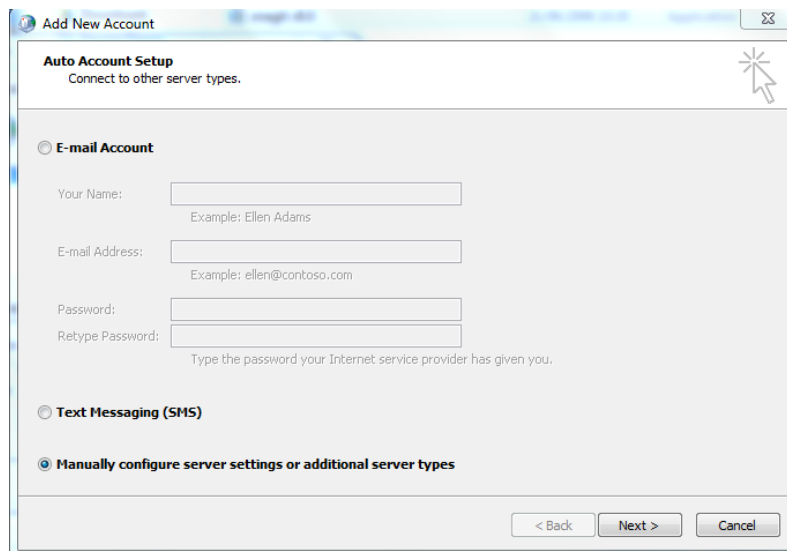 Add New Account
Auto Account Setup
Connect to other server types.
E-mail Account
Your Name:
Example: Ellen Adams
E-mail Address:
Example: ellen@contoso.com
Password:
Retype Password:
Type the password your Internet service provider has given you.
Text Messaging (SMS)
Manually configure server settings or additional server types
< Back Next > Cancel